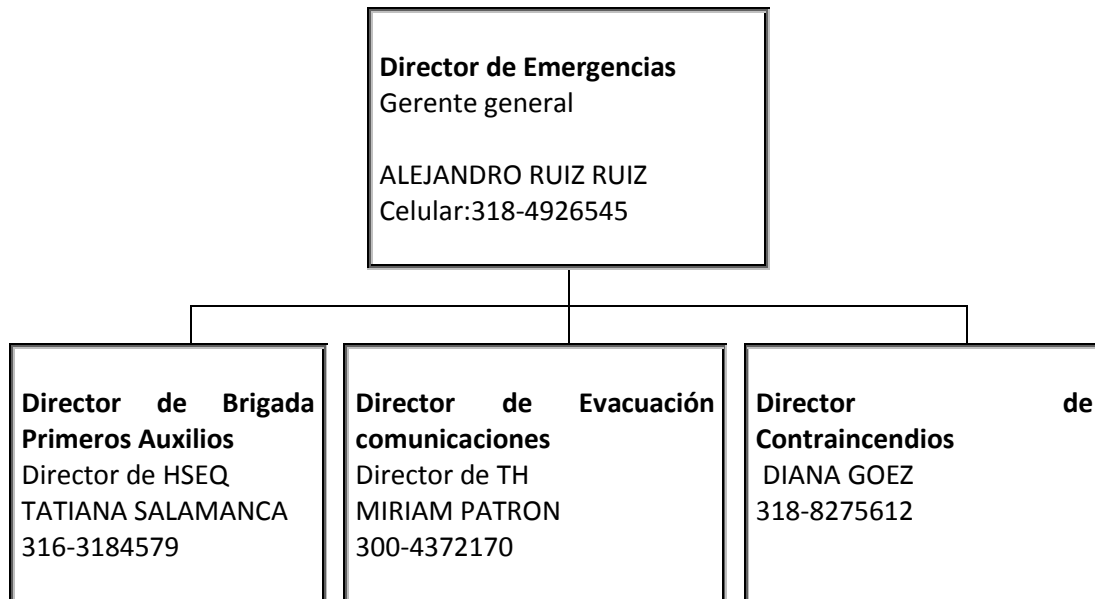 Director de Emergencias
Gerente general
ALEJANDRO RUIZ RUIZ
Celular:318-4926545
Director de Brigada
Primeros Auxilios
Director de HSEQ
TATIANA SALAMANCA
316-3184579
Director de Evacuación
comunicaciones
Director de TH
MIRIAM PATRON
300-4372170
Director de
Contraincendios
DIANA GOEZ
318-8275612